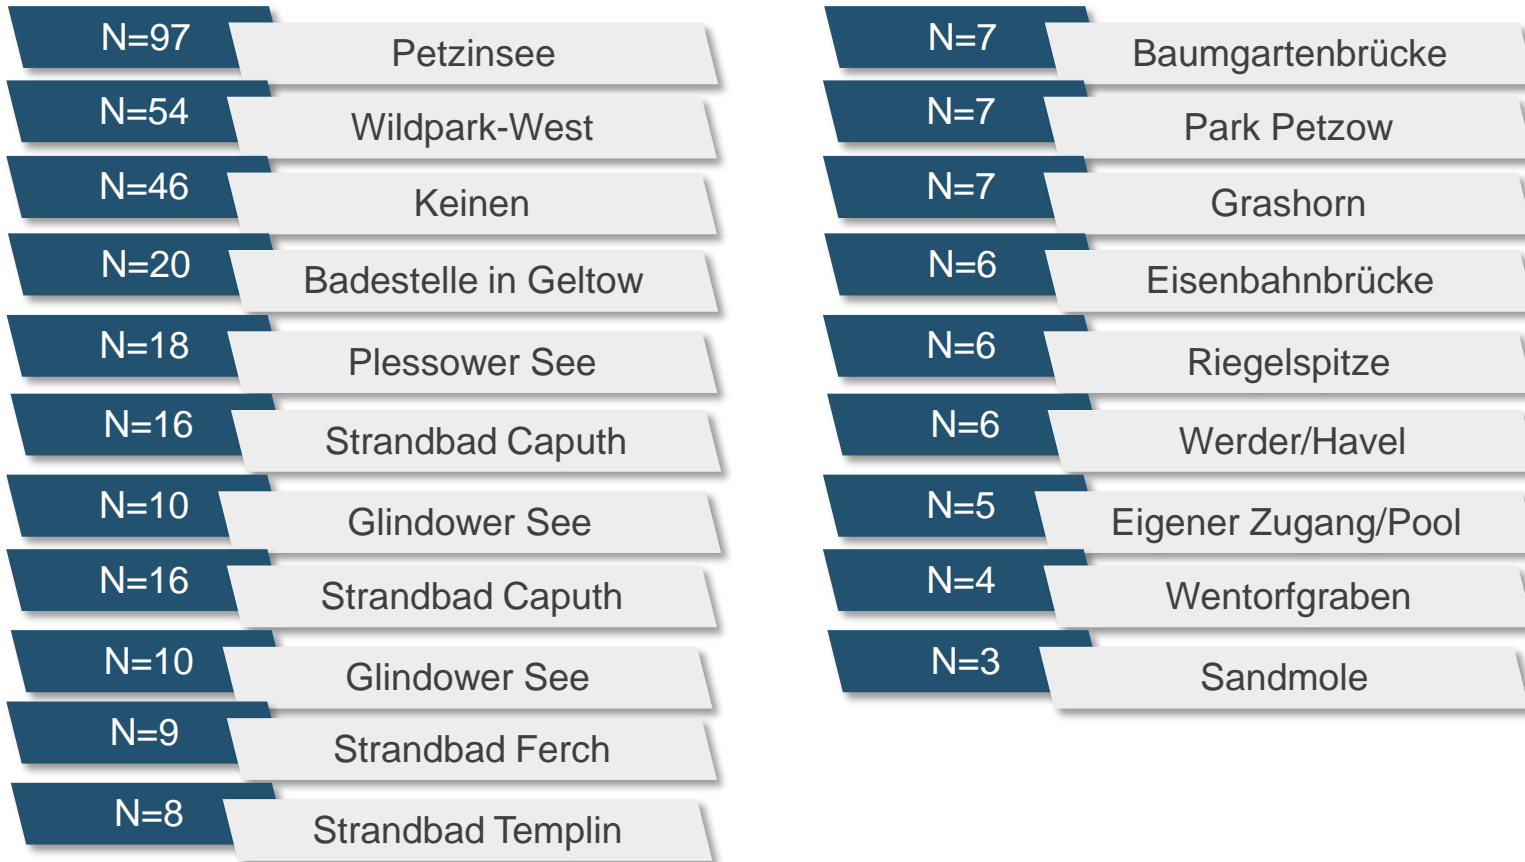 N=97 Petzinsee
N=54 Wildpark-West
N=46 Keinen
N=20 Badestelle in Geltow
N=18 Plessower See
N=16 Strandbad Caputh
N=10 Glindower See
N=16 Strandbad Caputh
N=10 Glindower See
N=9 Strandbad Ferch
N=8 Strandbad Templin
N=7 Baumgartenbrücke
N=7 Park Petzow
N=7 Grashorn
N=6 Eisenbahnbrücke
N=6 Riegelspitze
N=6 Werder/Havel
N=5 Eigener Zugang/Pool
N=4 Wentorfgraben
N=3 Sandmole